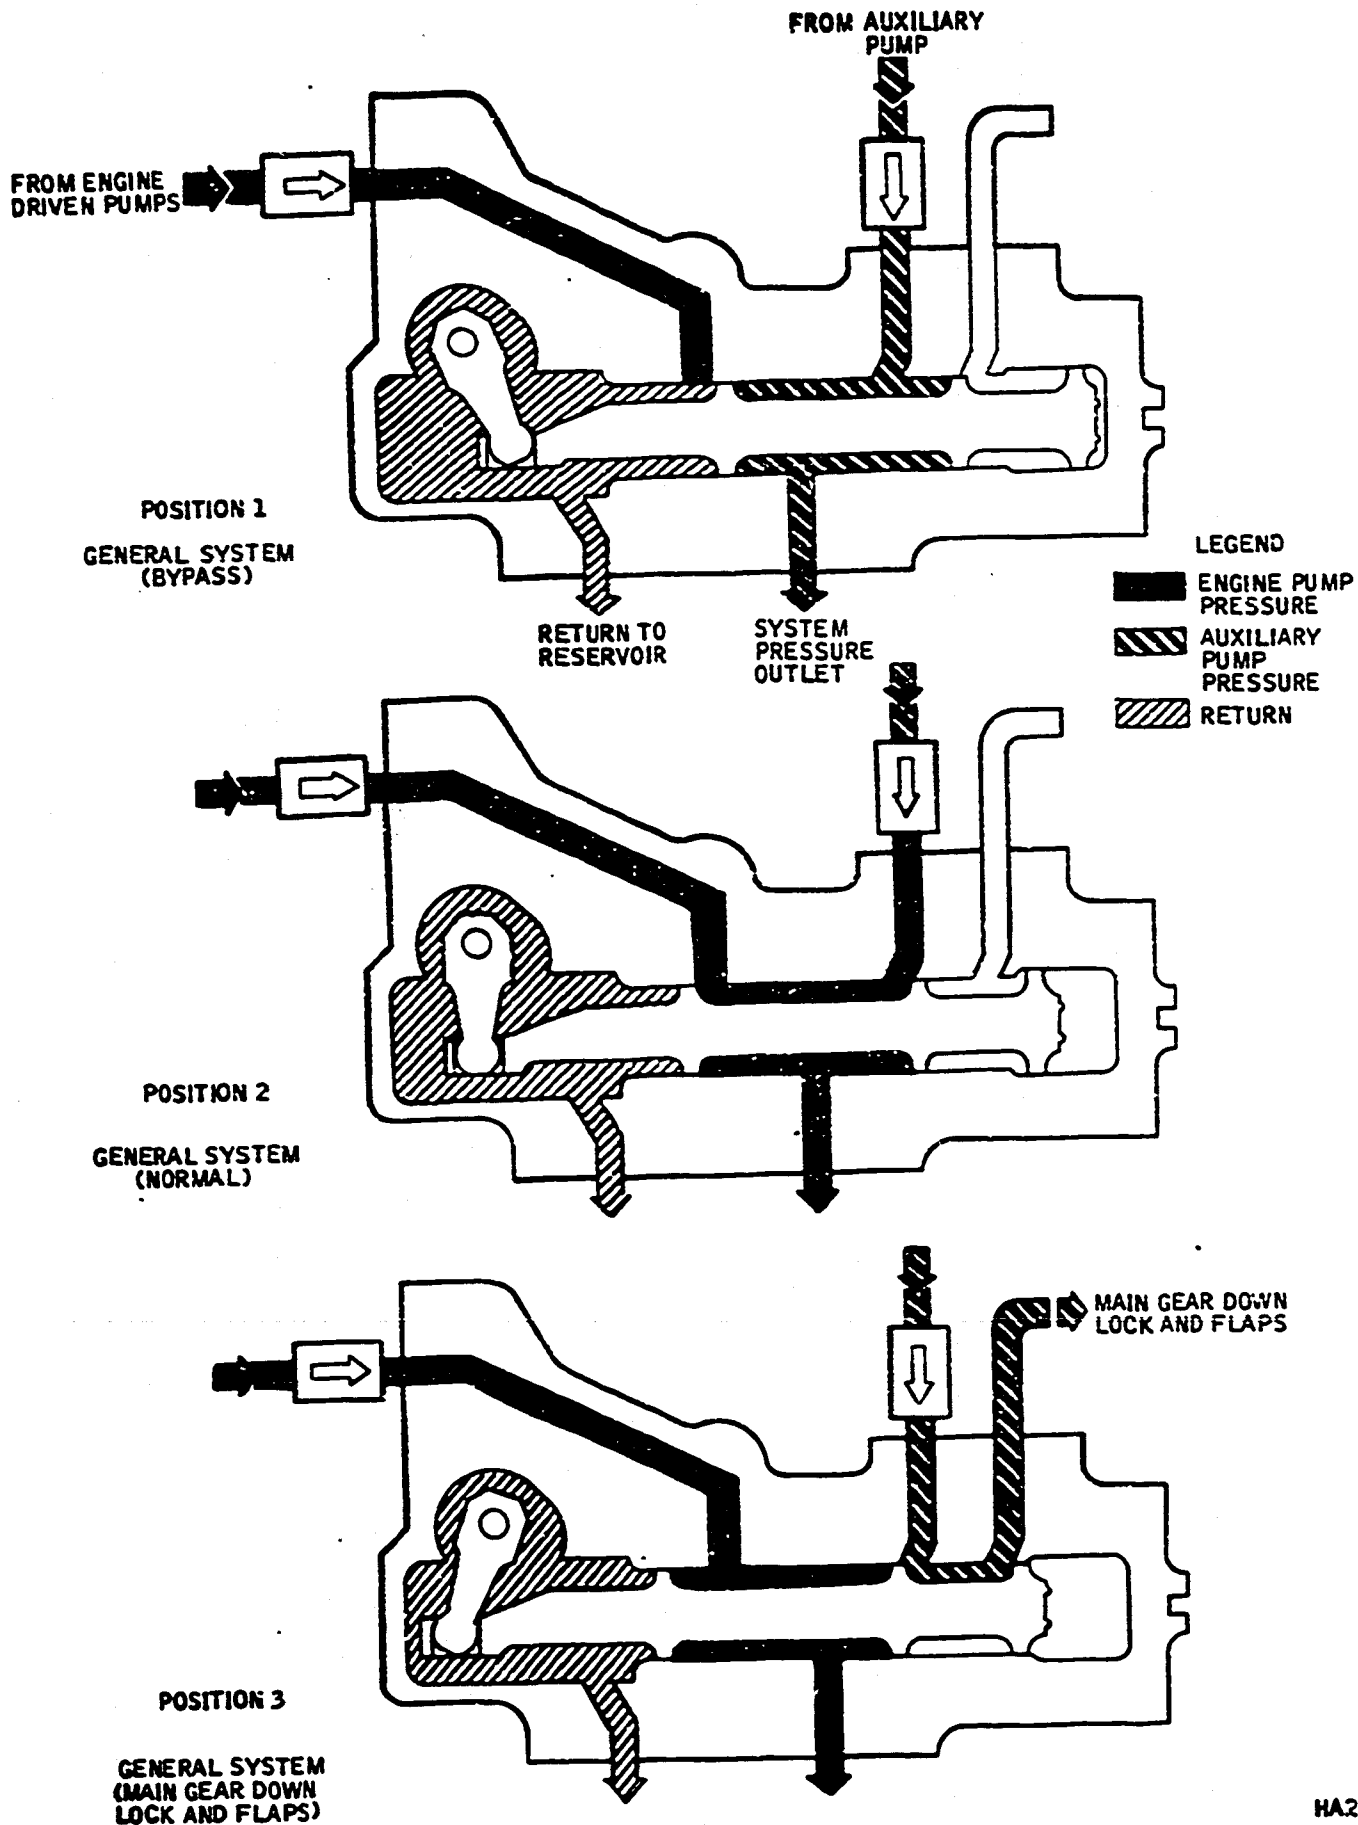 FROM AUXILIARY
PUMP
FROM ENGINE
DRIVEN PUMPS
POSITION 1
GENERAL SYSTEM
(BYPASS)
RETURN TO
RESERVOIR
SYSTEM
PRESSURE
OUTLET
LEGEND
ENGINE PUMP
PRESSURE
AUXILIARY
PUMP
PRESSURE
RETURN
POSITION 2
GENERAL SYSTEM
(NORMAL)
MAIN GEAR DOWN
LOCK AND FLAPS
POSITION 3
GENERAL SYSTEM
(MAIN GEAR DOWN
LOCK AND FLAPS)
HA2